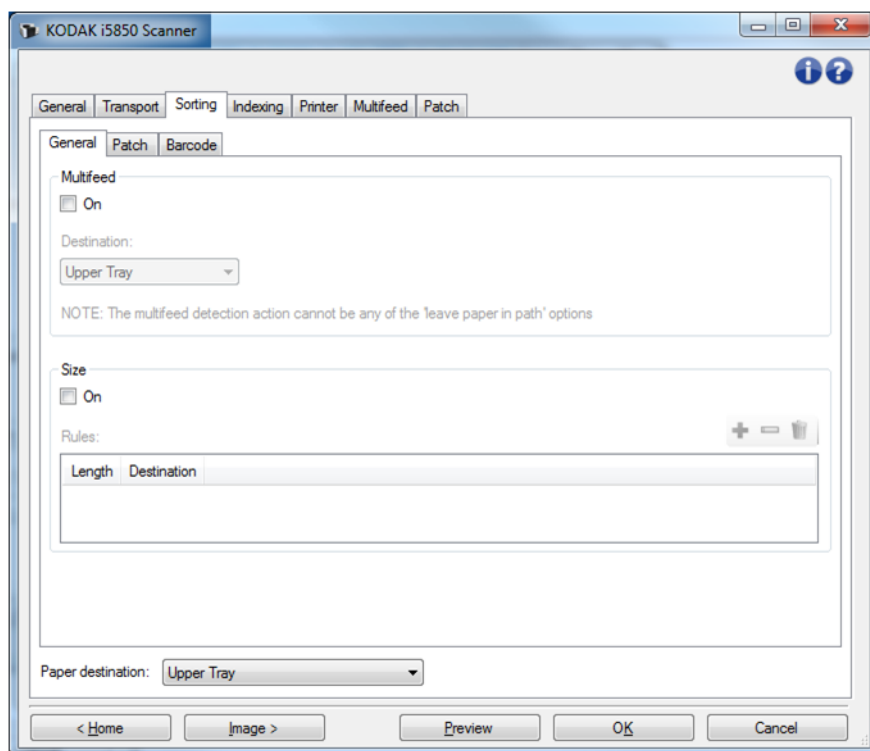 KODAK i5850 Scanner
General Transport Sorting Indexing Printer Multifeed Patch
General Patch Barcode
Multifeed
On
Destination:
Upper Tray
NOTE: The multifeed detection action cannot be any of the 'leave paper in path' options
Size
On
Rules:
Length Destination
Paper destination: Upper Tray
< Home Image > Preview OK Cancel